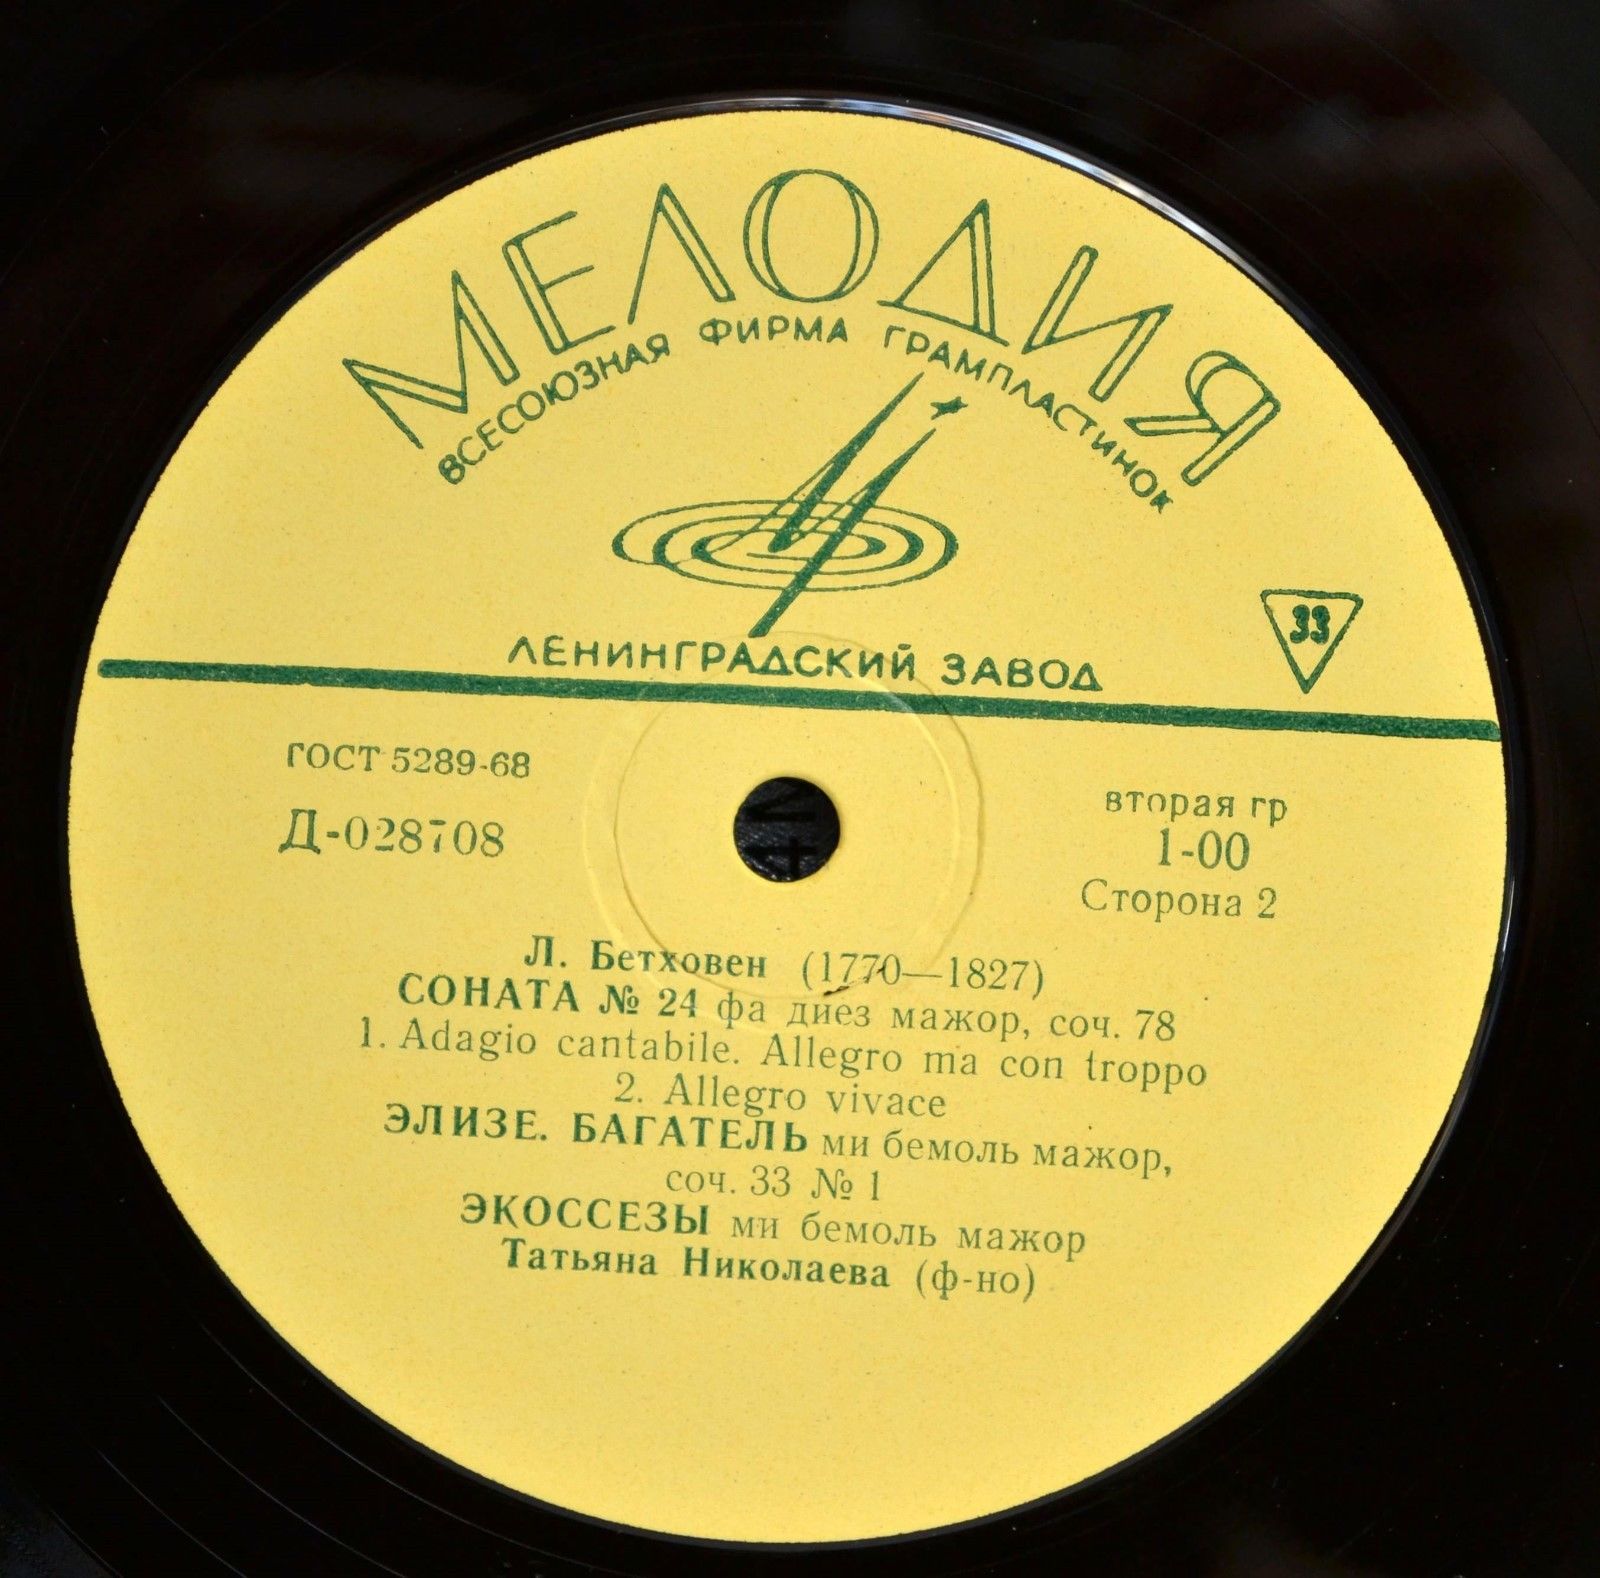 МЕЛОДИЯ
ВСЕСОЮЗНАЯ ФИРМА ГРАМПЛАСТИНОК
33
ЛЕНИНГРАДСКИЙ ЗАВОД
ГОСТ 5289-68
Д-028708
вторая гр
1-00
Сторона 2
Л. Бетховен (1770—1827)
СОНАТА № 24 фа диез мажор, соч. 78
1. Adagio cantabile. Allegro ma con troppo
2. Allegro vivace
ЭЛИЗЕ. БАГАТЕЛЬ ми бемоль мажор,
соч. 33 № 1
ЭКОССЕЗЫ ми бемоль мажор
Татьяна Николаева (ф-но)